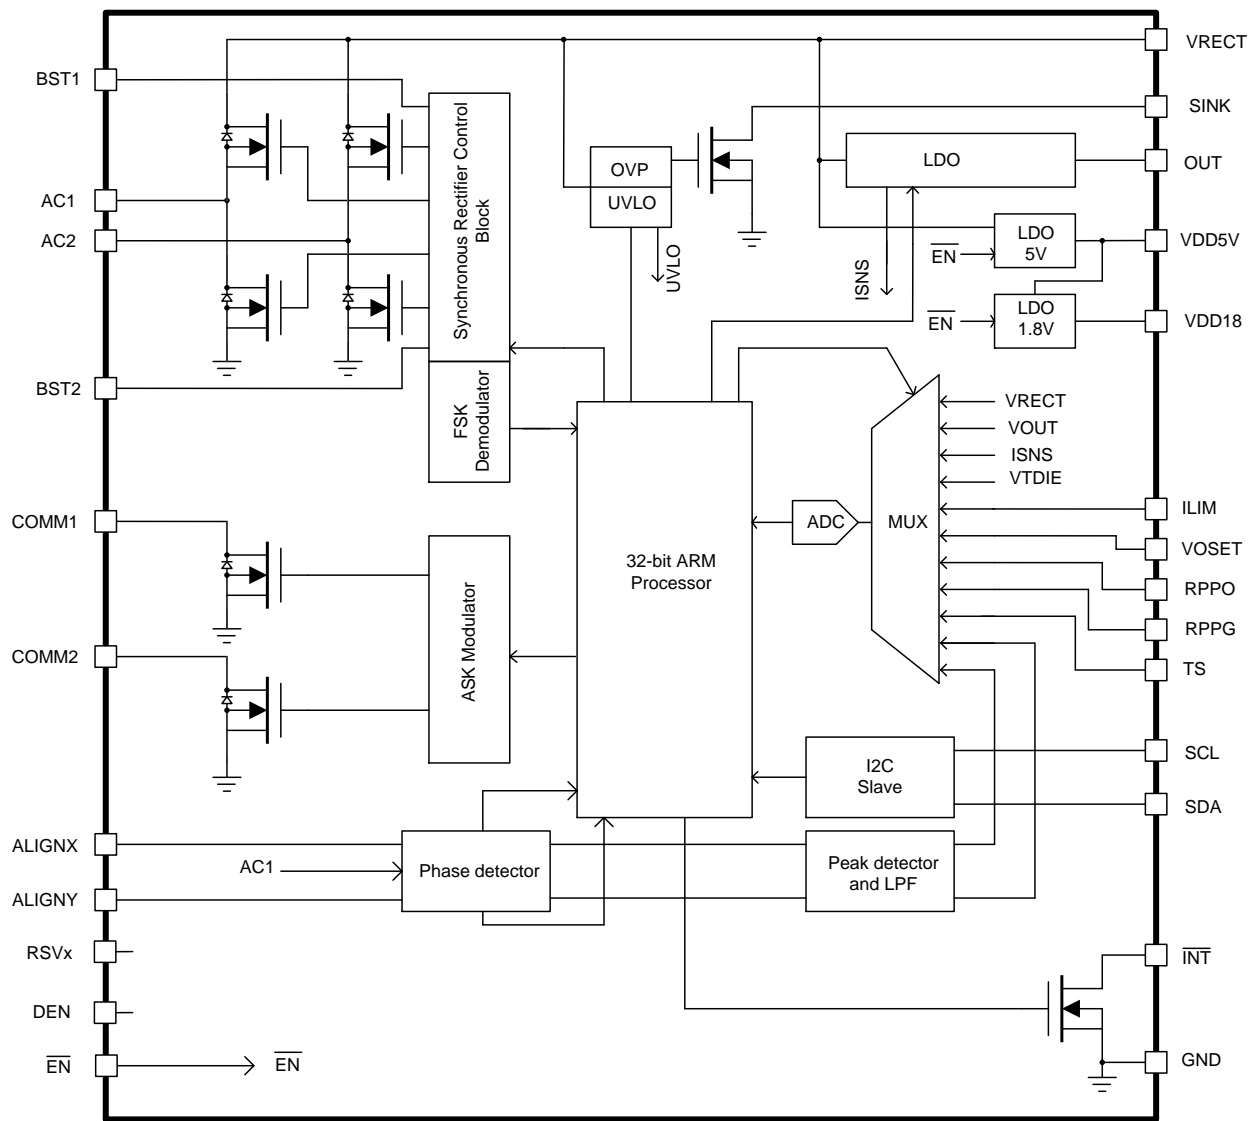 VRECT
BST1
SINK
LDO
OUT
OVP
UVLO
Synchronous Rectifier Control
Block
AC1
AC2
UVLO
ISNS
EN
LDO
5V
VDD5V
EN
LDO
1.8V
VDD18
BST2
FSK
Demodulator
VRECT
VOUT
ISNS
VTDIE
COMM1
ADC
MUX
ILIM
VOSET
32-bit ARM
Processor
RPPO
RPPG
COMM2
ASK Modulator
TS
I2C
Slave
SCL
SDA
ALIGNX
AC1
Phase detector
Peak detector
and LPF
ALIGNY
RSVx
INT
DEN
EN
EN
GND